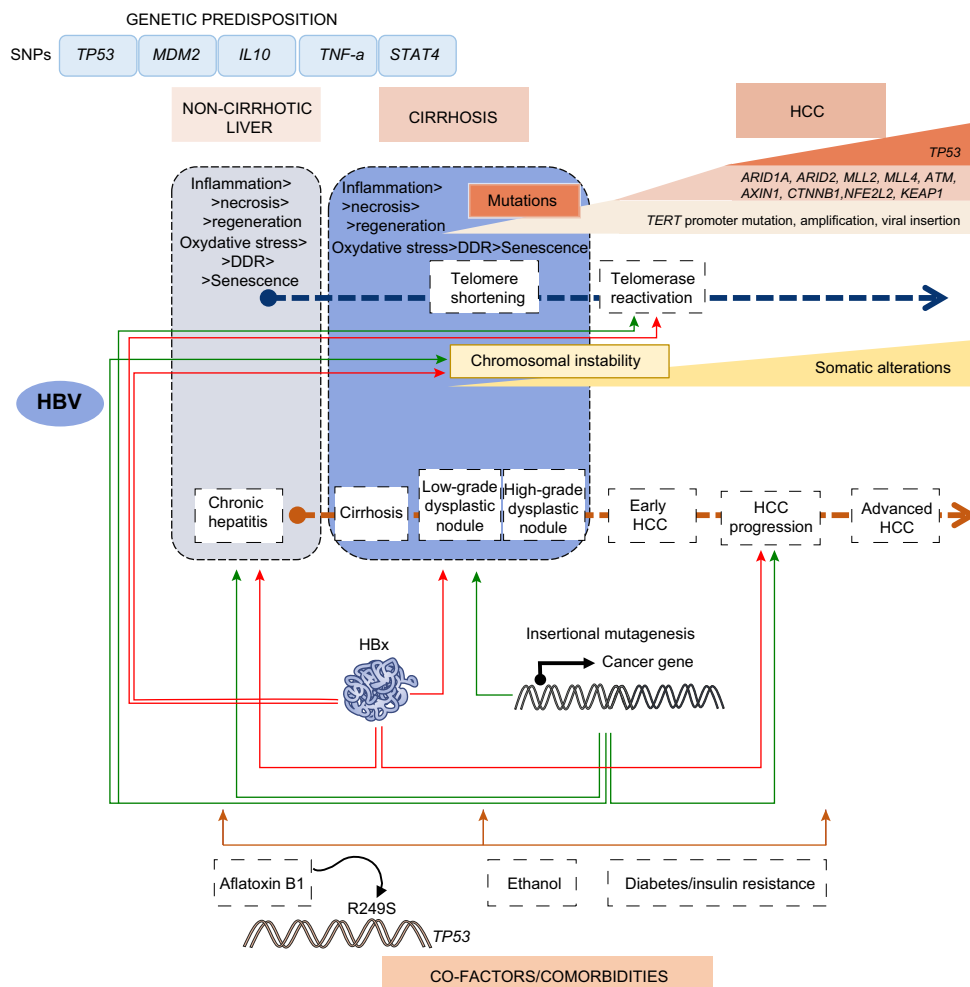 GENETIC PREDISPOSITION
SNPs TP53 MDM2 IL10 TNF-a STAT4
NON-CIRRHOTIC
LIVER
CIRRHOSIS
HCC
TP53
ARID1A, ARID2, MLL2, MLL4, ATM,
AXIN1, CTNNB1,NFE2L2, KEAP1
TERT promoter mutation, amplification, viral insertion
Inflammation>
>necrosis>
>regeneration
Oxydative stress>
>DDR>
>Senescence
Inflammation>
>necrosis>
>regeneration
Oxydative stress>DDR>Senescence
Mutations
Telomere
shortening
Telomerase
reactivation
Chromosomal instability
Somatic alterations
HBV
Chronic
hepatitis
Cirrhosis
Low-grade
dysplastic
nodule
High-grade
dysplastic
nodule
Early
HCC
HCC
progression
Advanced
HCC
HBx
Insertional mutagenesis
Cancer gene
Aflatoxin B1
R249S
TP53
Ethanol
Diabetes/insulin resistance
CO-FACTORS/COMORBIDITIES